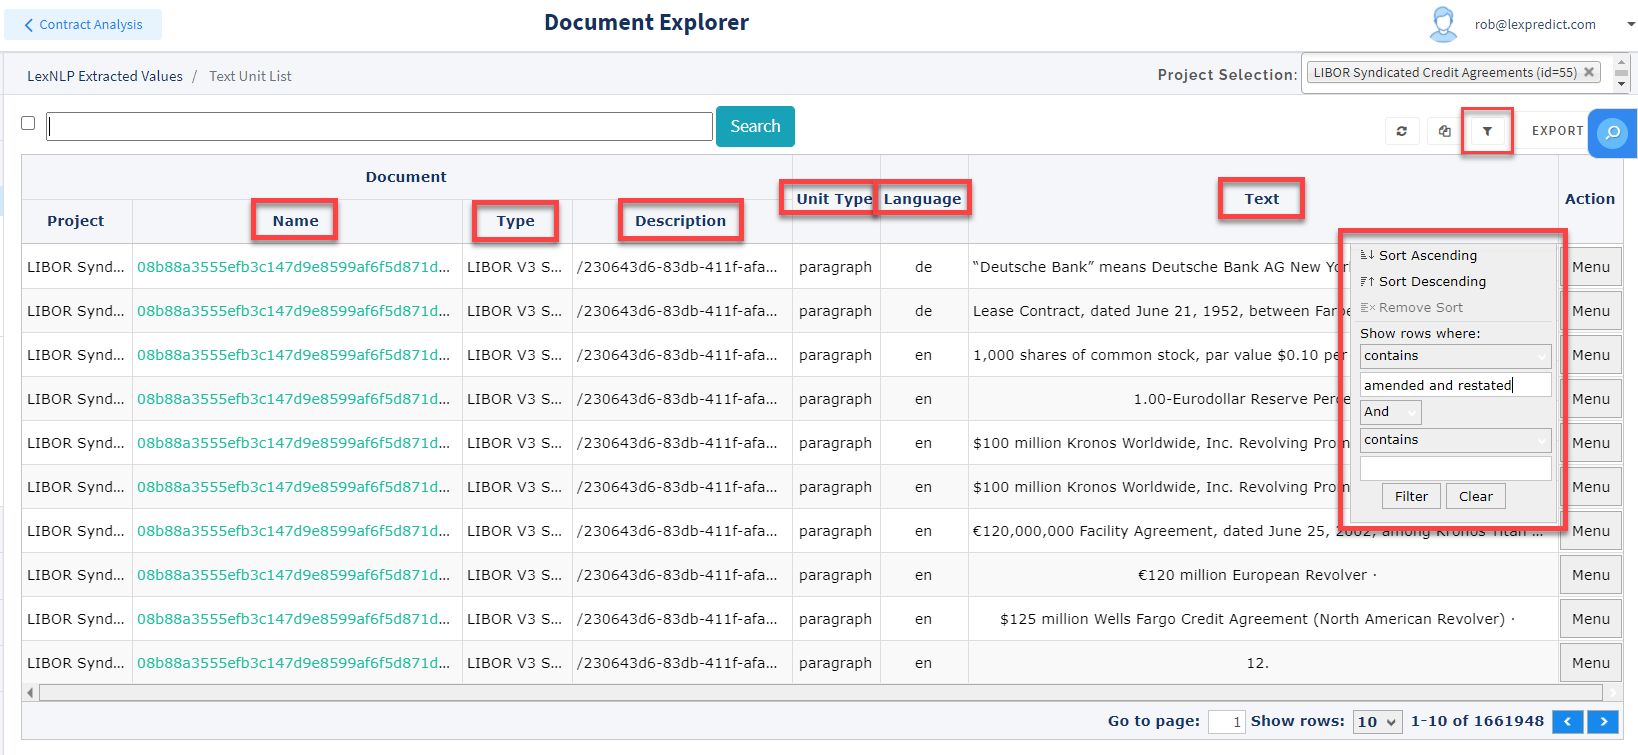 Contract Analysis
Document Explorer
rob@lexpredict.com
LexNLP Extracted Values / Text Unit List
Project Selection:
LIBOR Syndicated Credit Agreements (id=55)
Search
EXPORT
Document
Unit Type
Language
Text
Action
Project
Name
Type
Description
LIBOR Synd... 08b88a3555efb3c147d9e8599af6f5d871d... LIBOR V3 S... /230643d6-83db-411f-afa... paragraph de “Deutsche Bank” means Deutsche Bank AG New Menu
LIBOR Synd... 08b88a3555efb3c147d9e8599af6f5d871d... LIBOR V3 S... /230643d6-83db-411f-afa... paragraph de Lease Contract, dated June 21, 1952, between Menu
LIBOR Synd... 08b88a3555efb3c147d9e8599af6f5d871d... LIBOR V3 S... /230643d6-83db-411f-afa... paragraph en 1,000 shares of common stock, par value $0.10 per Menu
LIBOR Synd... 08b88a3555efb3c147d9e8599af6f5d871d... LIBOR V3 S... /230643d6-83db-411f-afa... paragraph en 1.00-Eurodollar Reserve Menu
LIBOR Synd... 08b88a3555efb3c147d9e8599af6f5d871d... LIBOR V3 S... /230643d6-83db-411f-afa... paragraph en $100 million Kronos Worldwide, Inc. Revolving Menu
LIBOR Synd... 08b88a3555efb3c147d9e8599af6f5d871d... LIBOR V3 S... /230643d6-83db-411f-afa... paragraph en $100 million Kronos Worldwide, Inc. Revolving Menu
LIBOR Synd... 08b88a3555efb3c147d9e8599af6f5d871d... LIBOR V3 S... /230643d6-83db-411f-afa... paragraph en €120,000,000 Facility Agreement, dated June 25, 2002, among Kronos Titan ... Menu
LIBOR Synd... 08b88a3555efb3c147d9e8599af6f5d871d... LIBOR V3 S... /230643d6-83db-411f-afa... paragraph en €120 million European Revolver · Menu
LIBOR Synd... 08b88a3555efb3c147d9e8599af6f5d871d... LIBOR V3 S... /230643d6-83db-411f-afa... paragraph en $125 million Wells Fargo Credit Agreement (North American Revolver) · Menu
LIBOR Synd... 08b88a3555efb3c147d9e8599af6f5d871d... LIBOR V3 S... /230643d6-83db-411f-afa... paragraph en 12. Menu
Sort Ascending
Sort Descending
Remove Sort
Show rows where:
contains
amended and restated
And
contains
Filter Clear
Go to page: 1 Show rows: 10 1-10 of 1661948